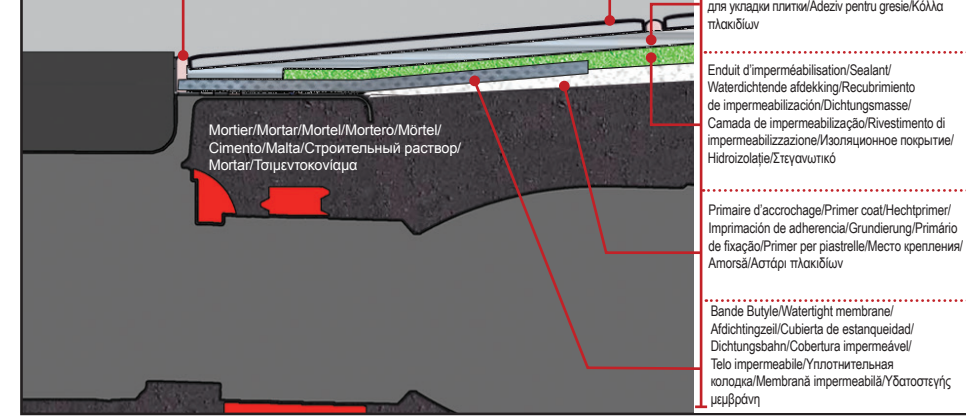 для укладки плитки/Adeziv pentru gresie/Κόλλα
πλακιδίων
Enduit d'imperméabilisation/Sealant/
Waterdichtende afdekking/Recubrimiento
de impermeabilización/Dichtungsmasse/
Camada de impermeabilização/Rivestimento di
impermeabilizzazione/Изоляционное покрытие/
Hidroizolație/Στεγανωτικό
Mortier/Mortar/Mortel/Mortero/Mörtel/
Cimento/Malta/Строительный раствор/
Mortar/Τσιμεντοκονίαμα
Primaire d'accrochage/Primer coat/Hechtprimer/
Imprimación de adherencia/Grundierung/Primário
de fixação/Primer per piastrelle/Место крепления/
Amorsă/Αστάρι πλακιδίων
Bande Butyle/Watertight membrane/
Afdichtingzeil/Cubierta de estanqueidad/
Dichtungsbahn/Cobertura impermeável/
Telo impermeabile/Уплотнительная
колодка/Membrană impermeabilă/Υδατοστεγής
μεμβράνη